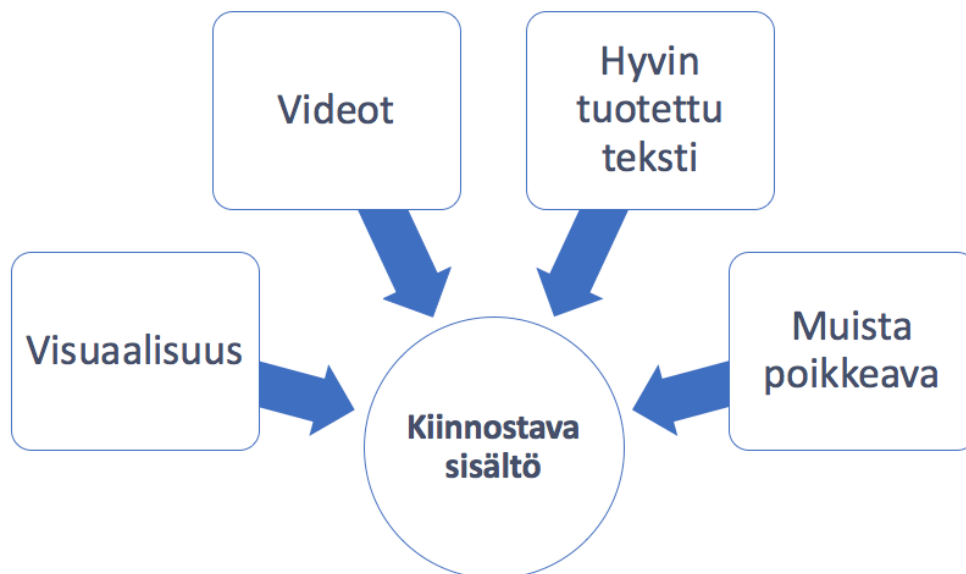 Visuaalisuus
Videot
Hyvin
tuotettu
teksti
Muista
poikkeava
Kiinnostava
sisältö